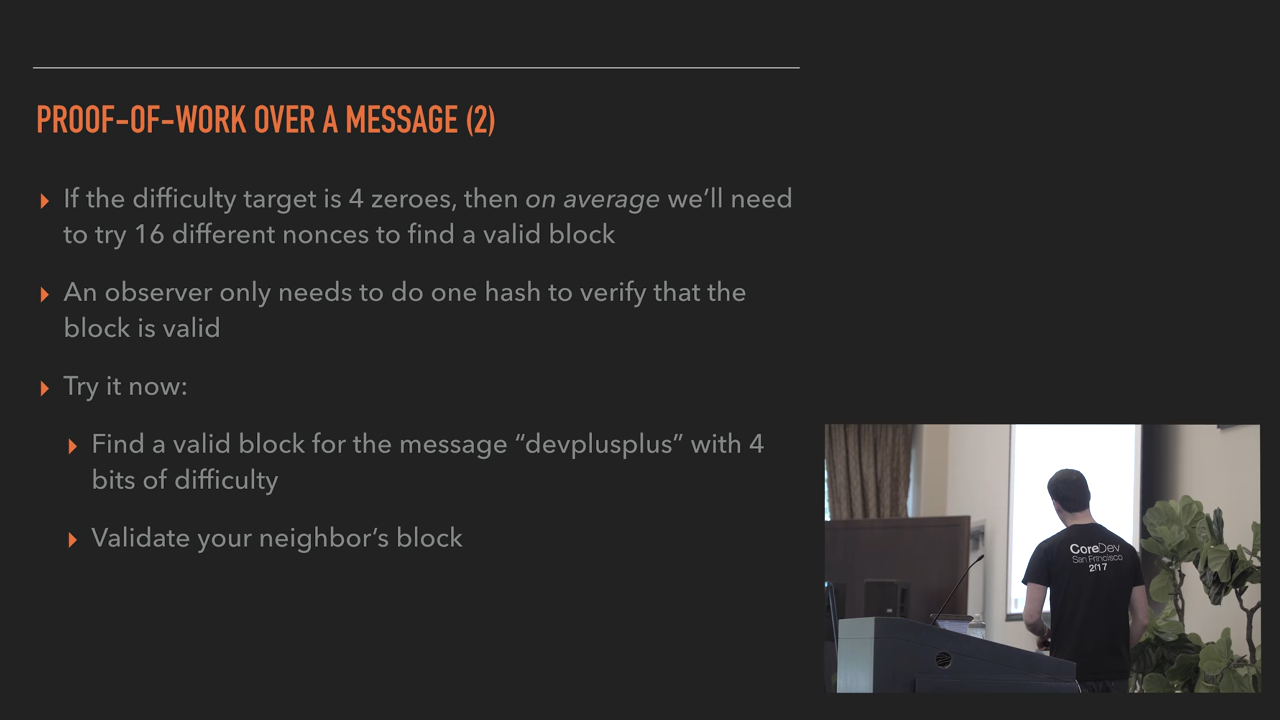 PROOF-OF-WORK OVER A MESSAGE (2)
If the difficulty target is 4 zeroes, then on average we’ll need
to try 16 different nonces to find a valid block
An observer only needs to do one hash to verify that the
block is valid
Try it now:
Find a valid block for the message “devplusplus” with 4
bits of difficulty
Validate your neighbor’s block
CoreDev
San Francisco
2/17